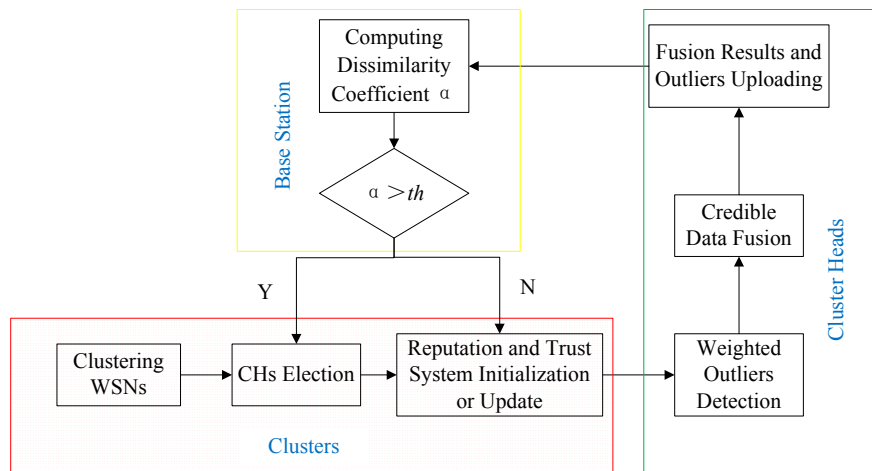 Computing
Dissimilarity
Coefficient α
Base Station
α >th
Y
N
Fusion Results and
Outliers Uploading
Credible
Data Fusion
Cluster Heads
Clustering
WSNs
CHs Election
Reputation and Trust
System Initialization
or Update
Weighted
Outliers
Detection
Clusters